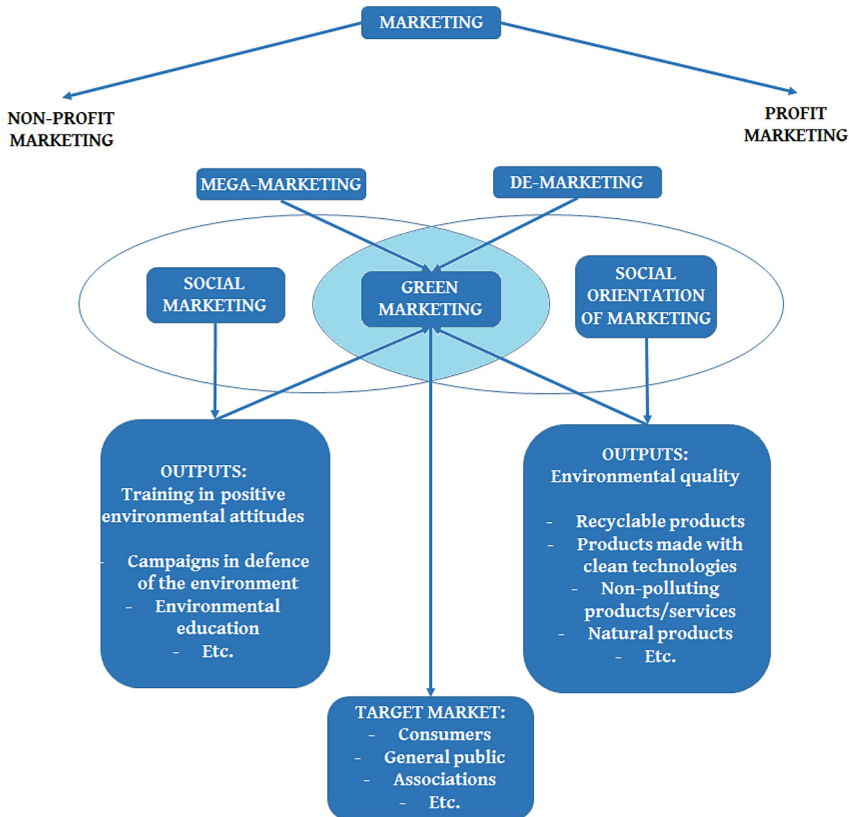 MARKETING
NON-PROFIT
MARKETING
PROFIT
MARKETING
MEGA-MARKETING
DE-MARKETING
SOCIAL
MARKETING
GREEN
MARKETING
SOCIAL
ORIENTATION
OF MARKETING
OUTPUTS:
Training in positive
environmental attitudes
- Campaigns in defence
of the environment
- Environmental
education
- Etc.
OUTPUTS:
Environmental quality
- Recyclable products
- Products made with
clean technologies
- Non-polluting
products/services
- Natural products
- Etc.
TARGET MARKET:
- Consumers
- General public
- Associations
- Etc.